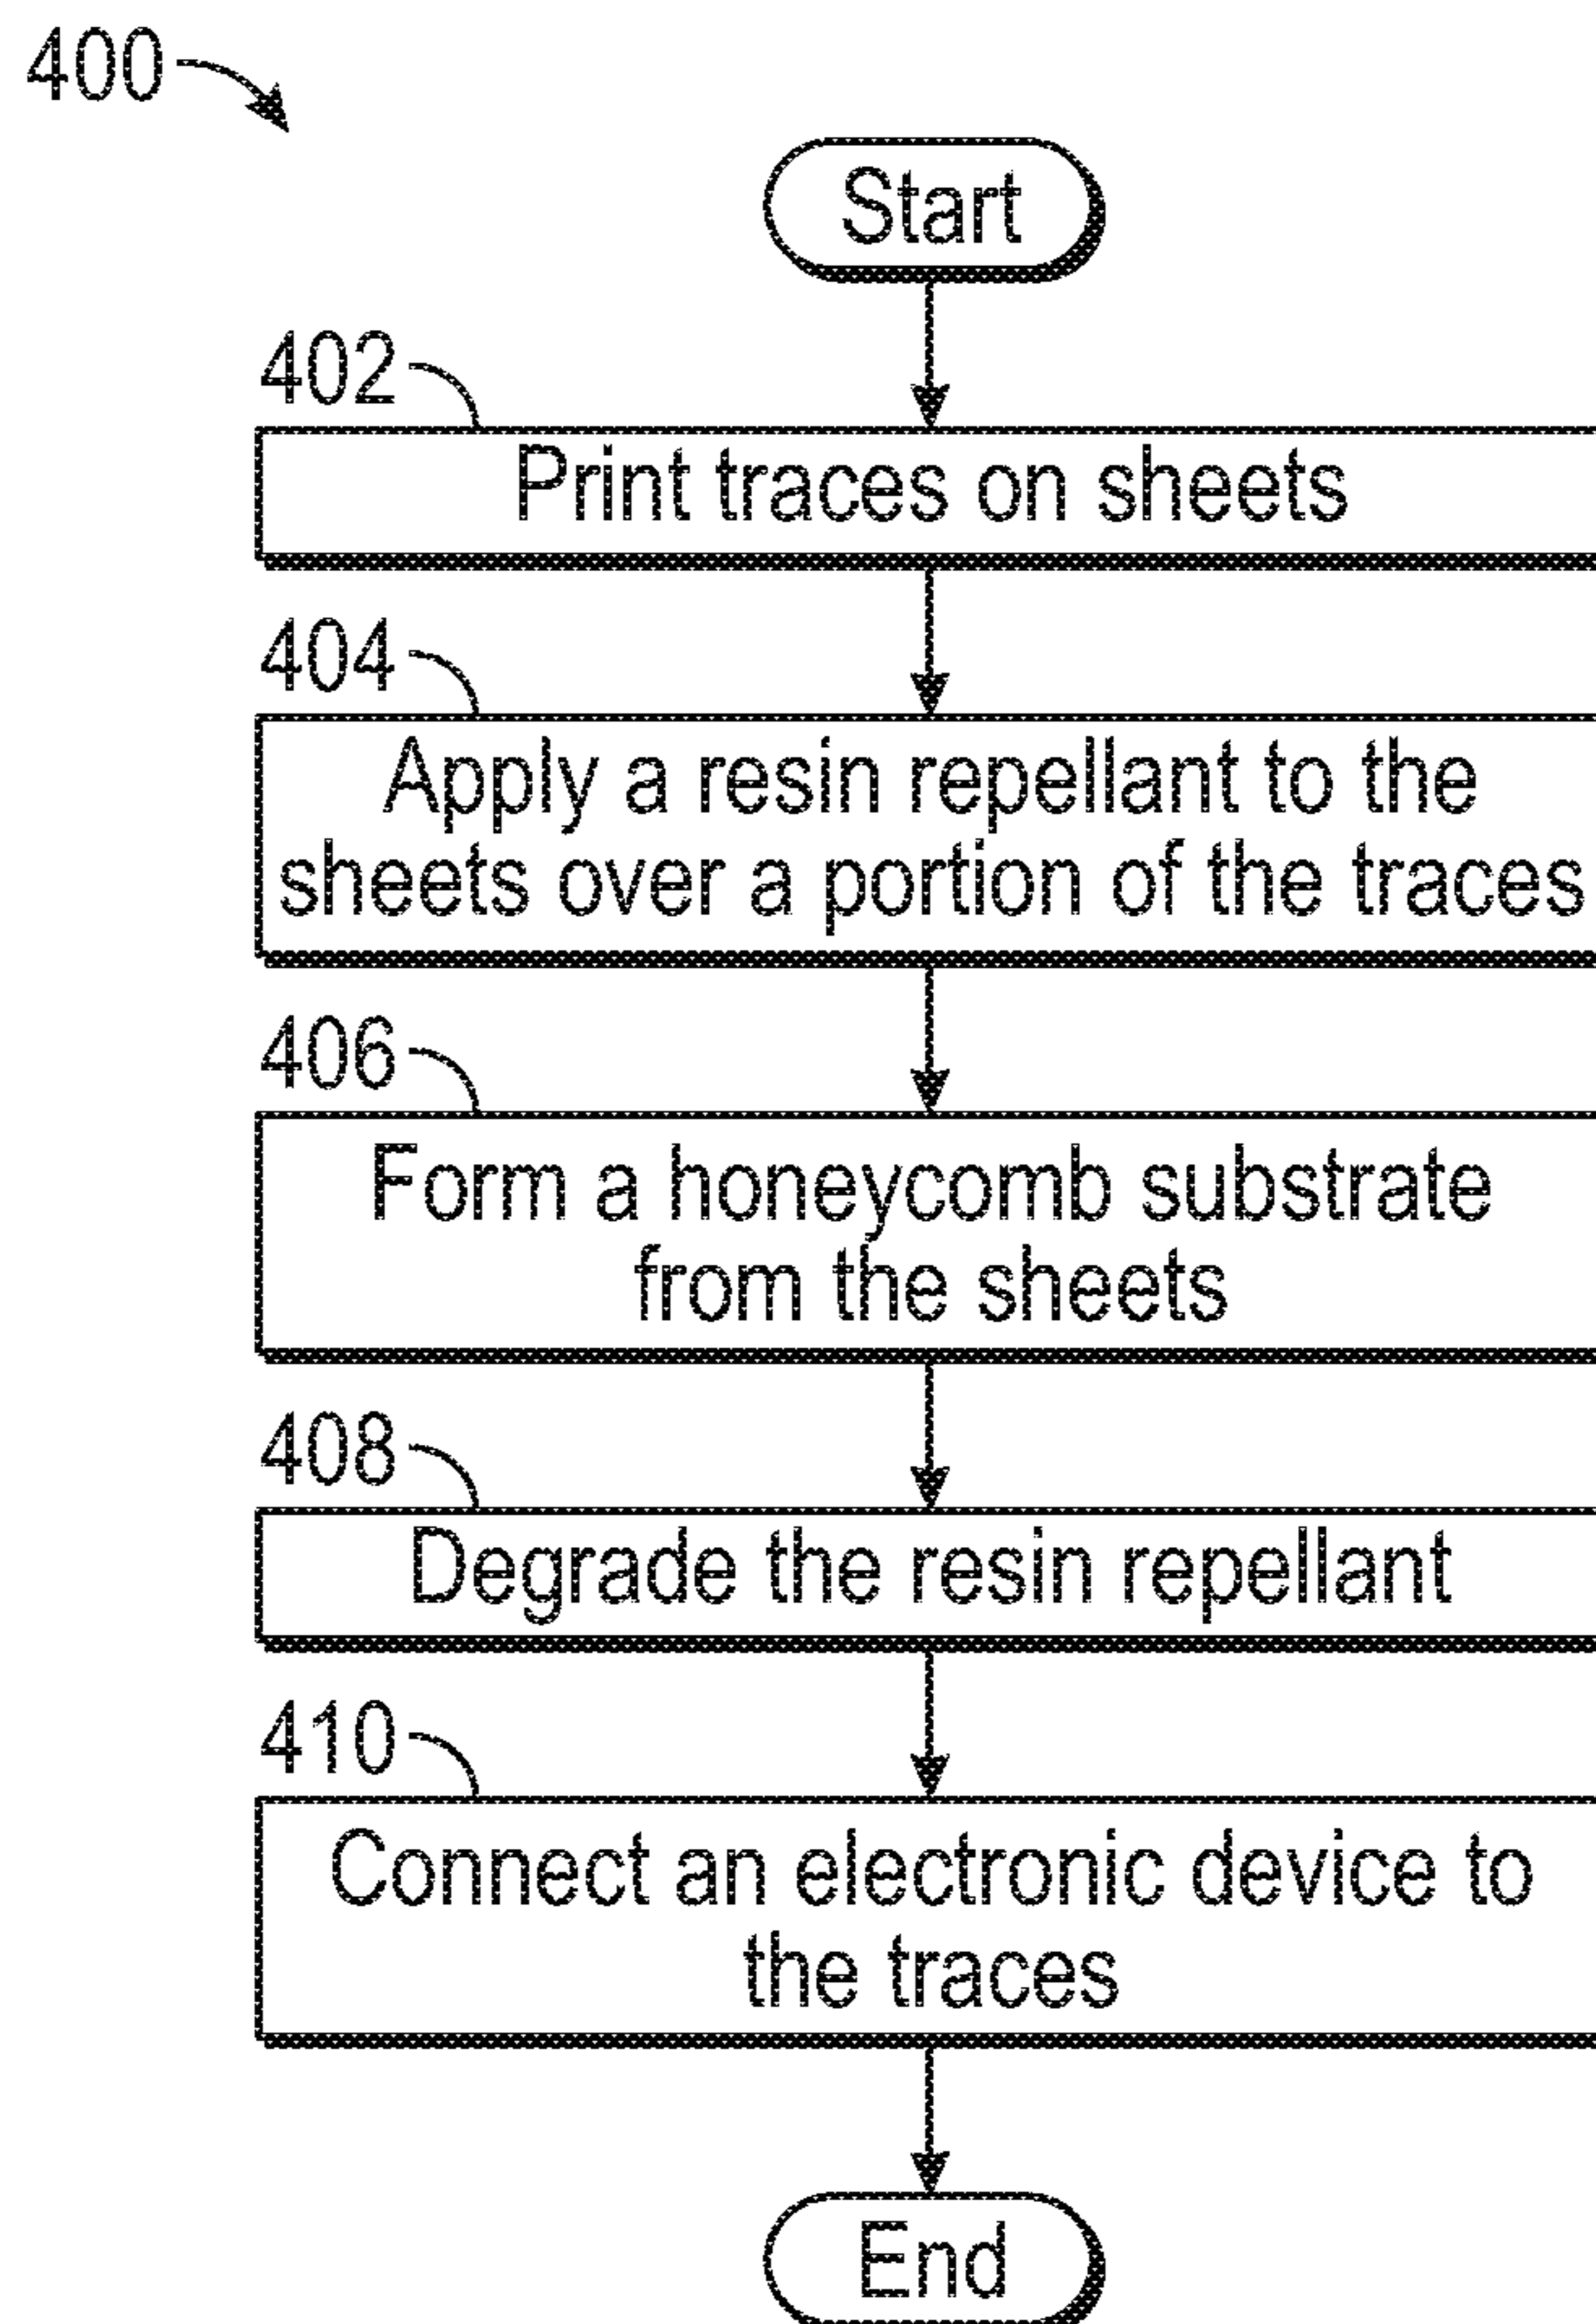 400
Start
402
Print traces on sheets
404
Apply a resin repellant to the
sheets over a portion of the traces
406
Form a honeycomb substrate
from the sheets
408
Degrade the resin repellant
410
Connect an electronic device to
the traces
End